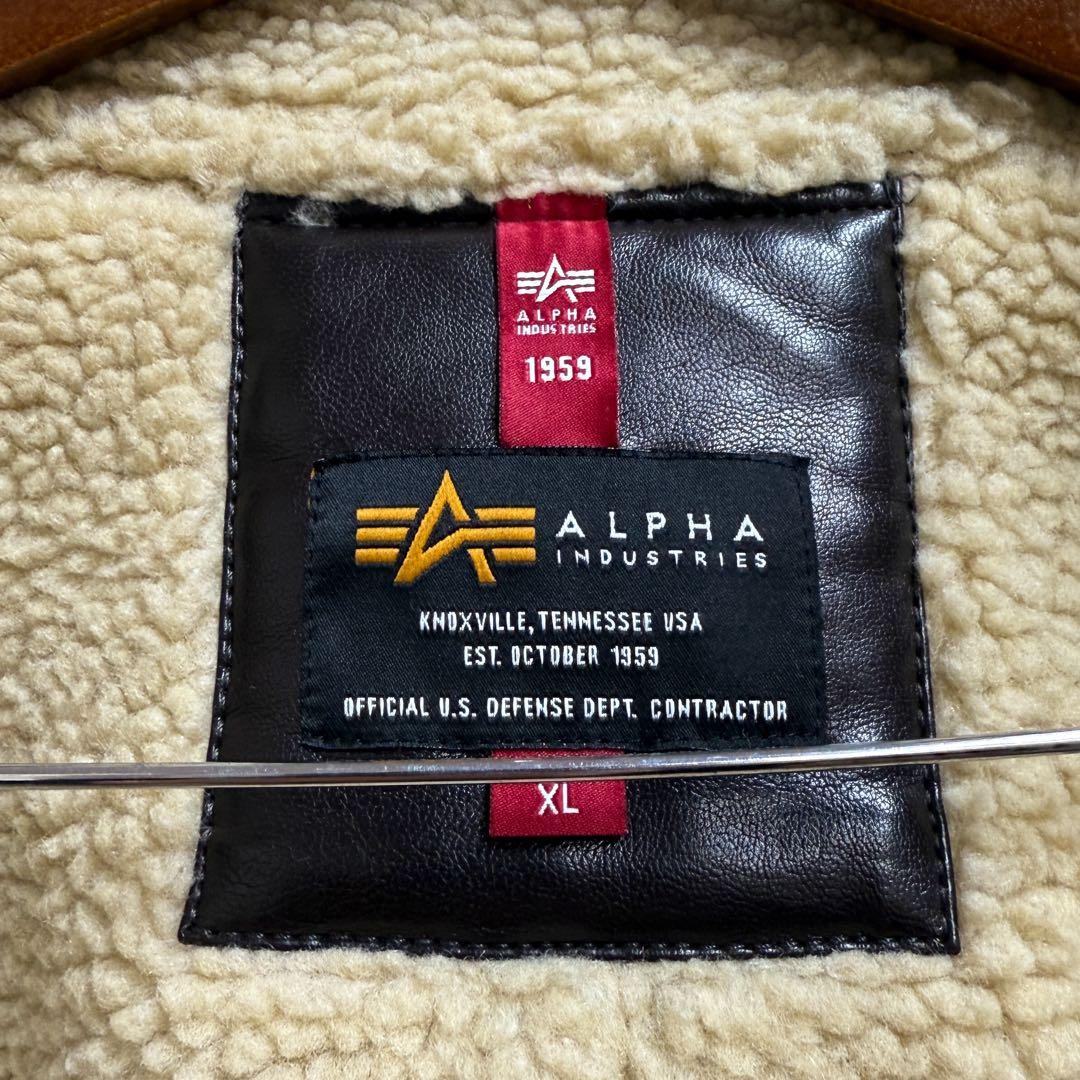 ALPHA
INDUSTRIES
1959
ALPHA
INDUSTRIES
KNOXVILLE, TENNESSEE USA
EST. OCTOBER 1959
OFFICIAL U.S. DEFENSE DEPT. CONTRACTOR
XL